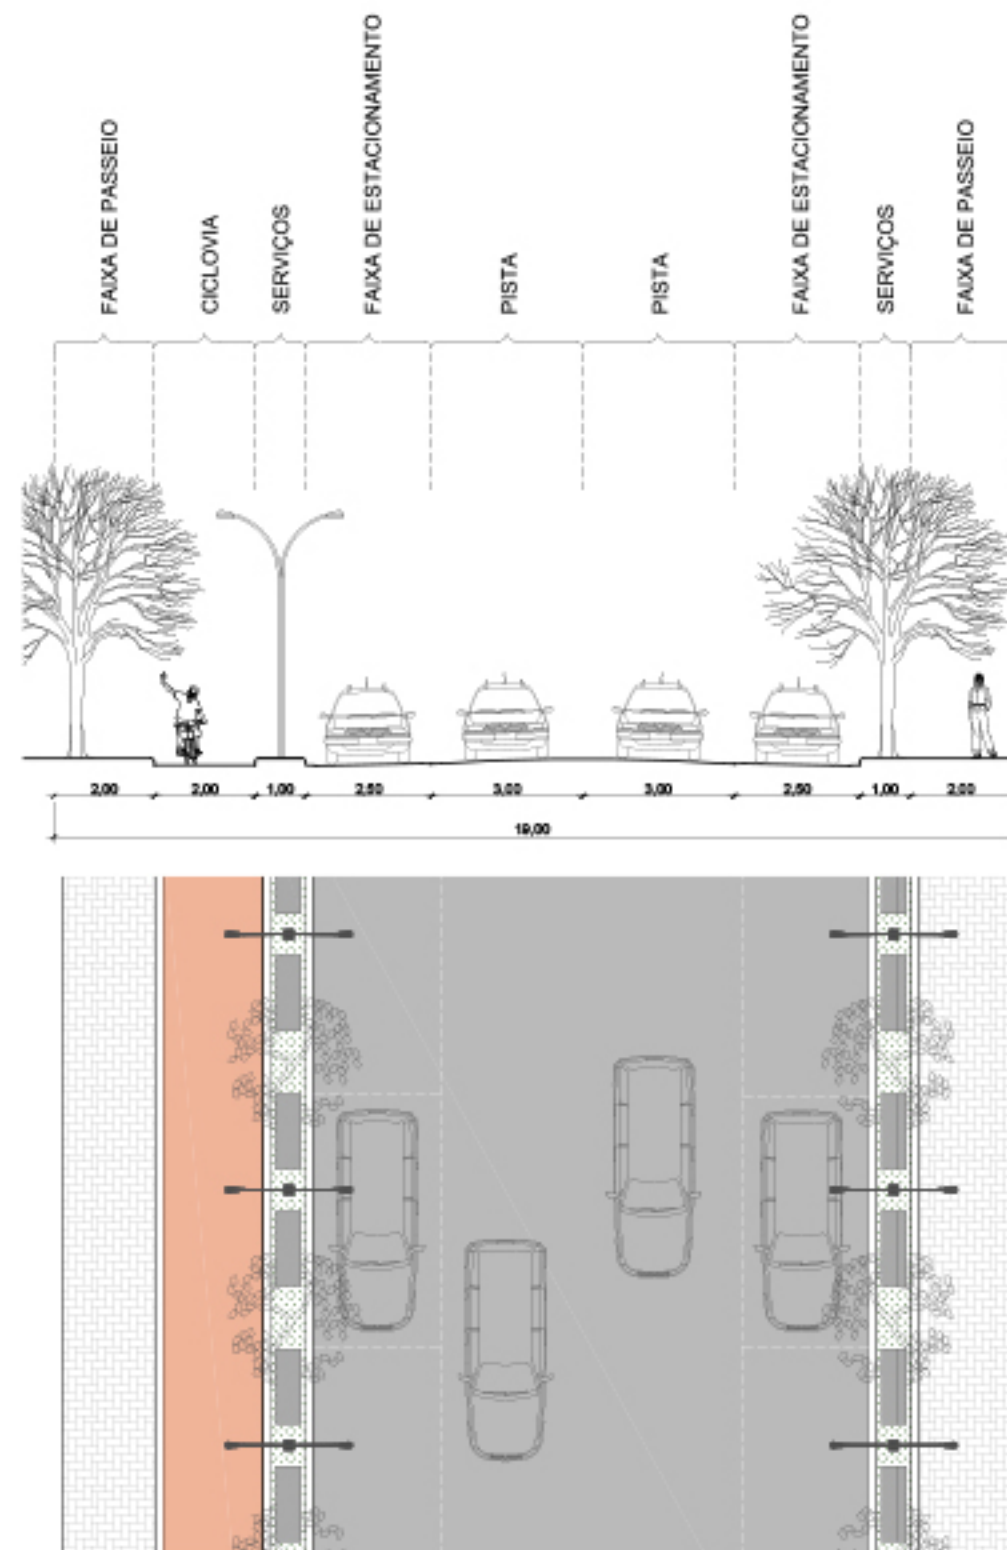 FAIXA DE PASSEIO
CICLOVIA
SERVIÇOS
FAIXA DE ESTACIONAMENTO
PISTA
PISTA
FAIXA DE ESTACIONAMENTO
SERVIÇOS
FAIXA DE PASSEIO
2,00 2,00 1,00 2,50 3,00 3,00 2,50 1,00 2,00
19,00